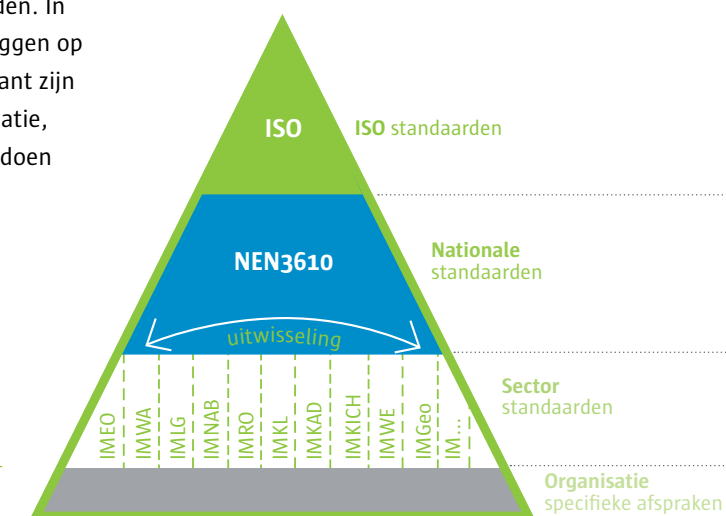 den. In
ggen op
ant zijn
atie,
doen
ISO
ISO standaarden
NEN3610
Nationale
standaarden
uitwisseling
Sector
standaarden
IMEO
IMWA
IMLG
IMNAB
IMRO
IMKL
IMKAD
IMKICH
IMWE
IMGeo
IM...
Organisatie
specifieke afspraken